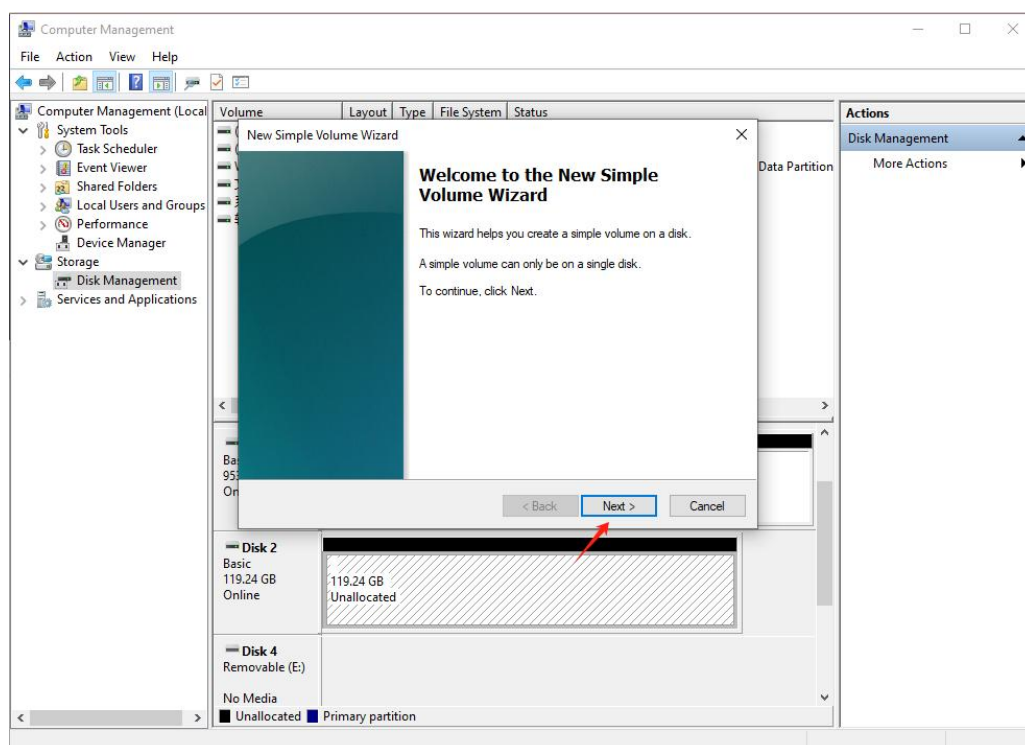 Computer Management
File Action View Help
Computer Management (Local
System Tools
Task Scheduler
Event Viewer
Shared Folders
Local Users and Groups
Performance
Device Manager
Storage
Disk Management
Services and Applications
Volume Layout Type File System Status
Data Partition
New Simple Volume Wizard
Welcome to the New Simple
Volume Wizard
This wizard helps you create a simple volume on a disk.
A simple volume can only be on a single disk.
To continue, click Next.
< Back Next > Cancel
Disk 2
Basic
119.24 GB
Online
119.24 GB
Unallocated
Disk 4
Removable (E:)
No Media
Unallocated Primary partition
Actions
Disk Management
More Actions